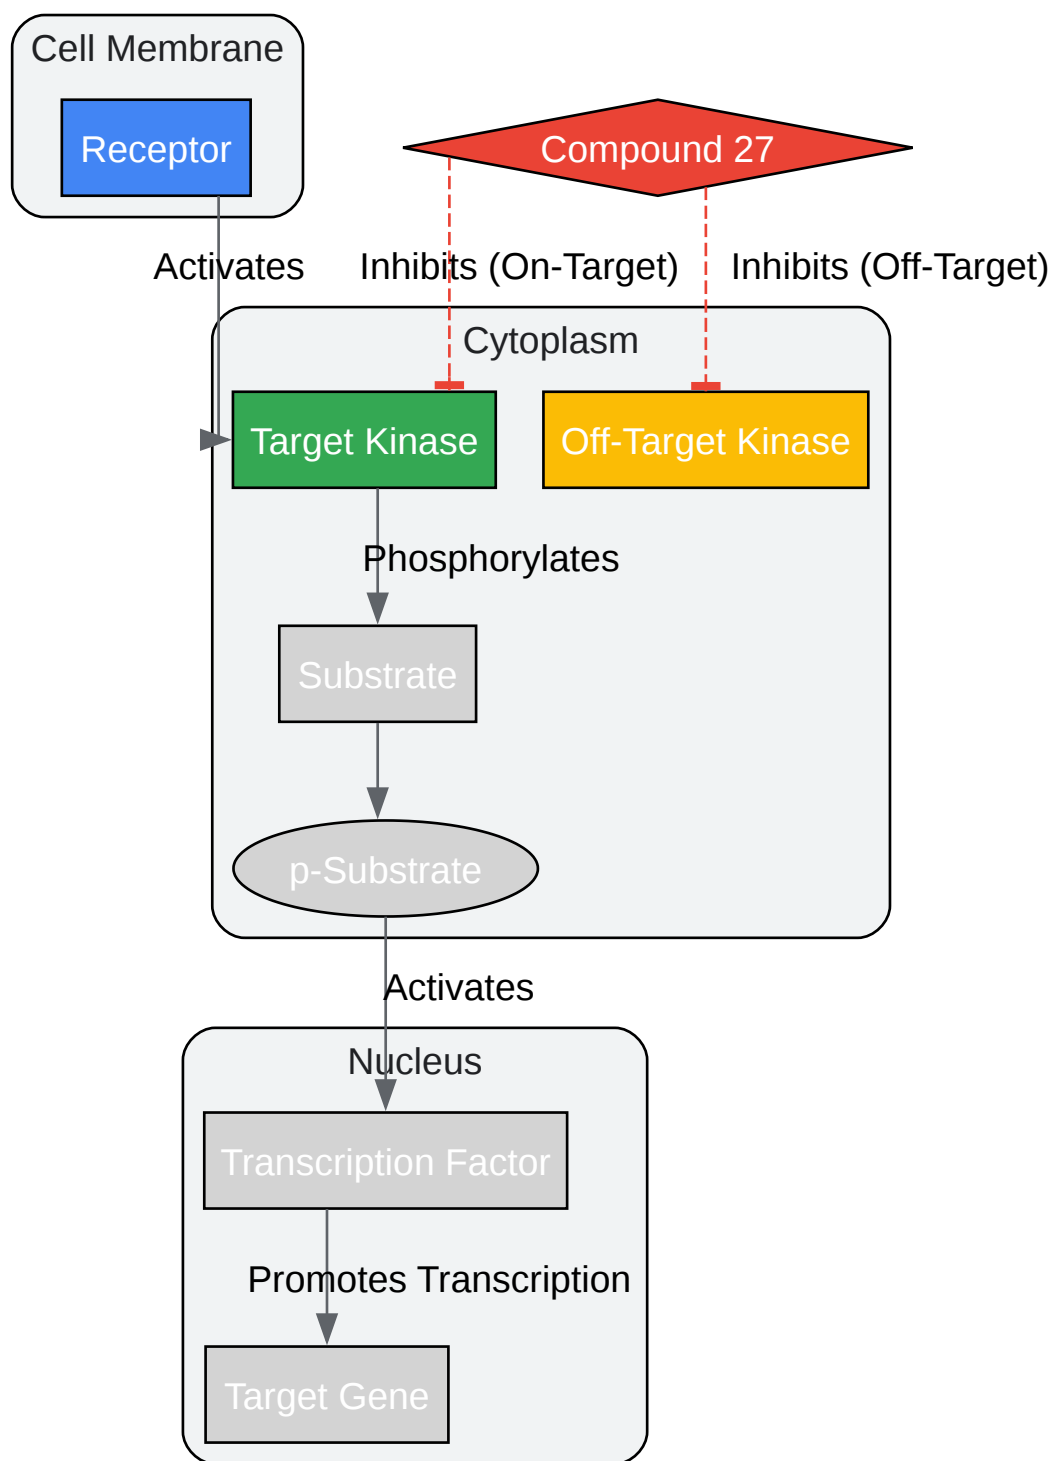 Cell Membrane
Receptor
Compound 27
Activates
Inhibits (On-Target)
Inhibits (Off-Target)
Cytoplasm
Target Kinase
Off-Target Kinase
Phosphorylates
Substrate
p-Substrate
Activates
Nucleus
Transcription Factor
Promotes Transcription
Target Gene